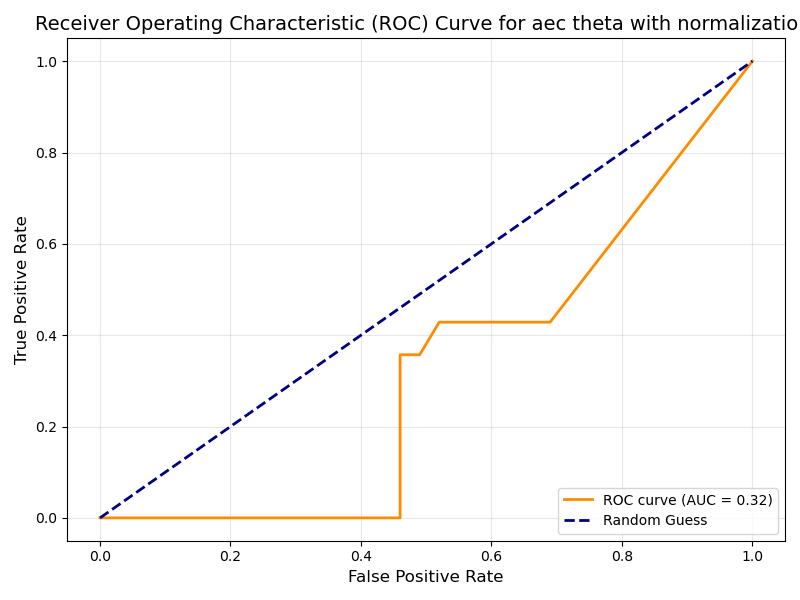 Receiver Operating Characteristic (ROC) Curve for aec theta with normalizatio
1.0
0.8
0.6
0.4
0.2
0.0
True Positive Rate
0.0 0.2 0.4 0.6 0.8 1.0
False Positive Rate
ROC curve (AUC = 0.32)
Random Guess